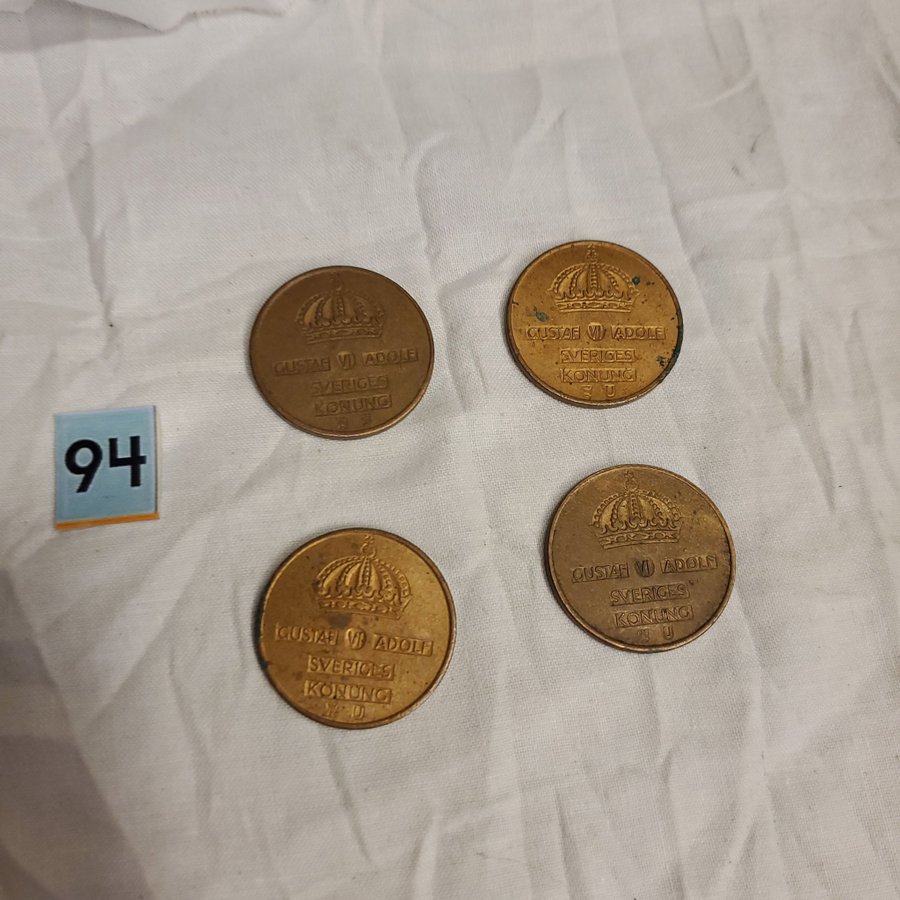 GUSTAF VI ADOLF
SVERIGES
KONUNG
GUSTAF VI ADOLF
SVERIGES
KONUNG
U
94
GUSTAF VI ADOLF
SVERIGES
KONUNG
U
GUSTAF VI ADOLF
SVERIGES
KONUNG
U